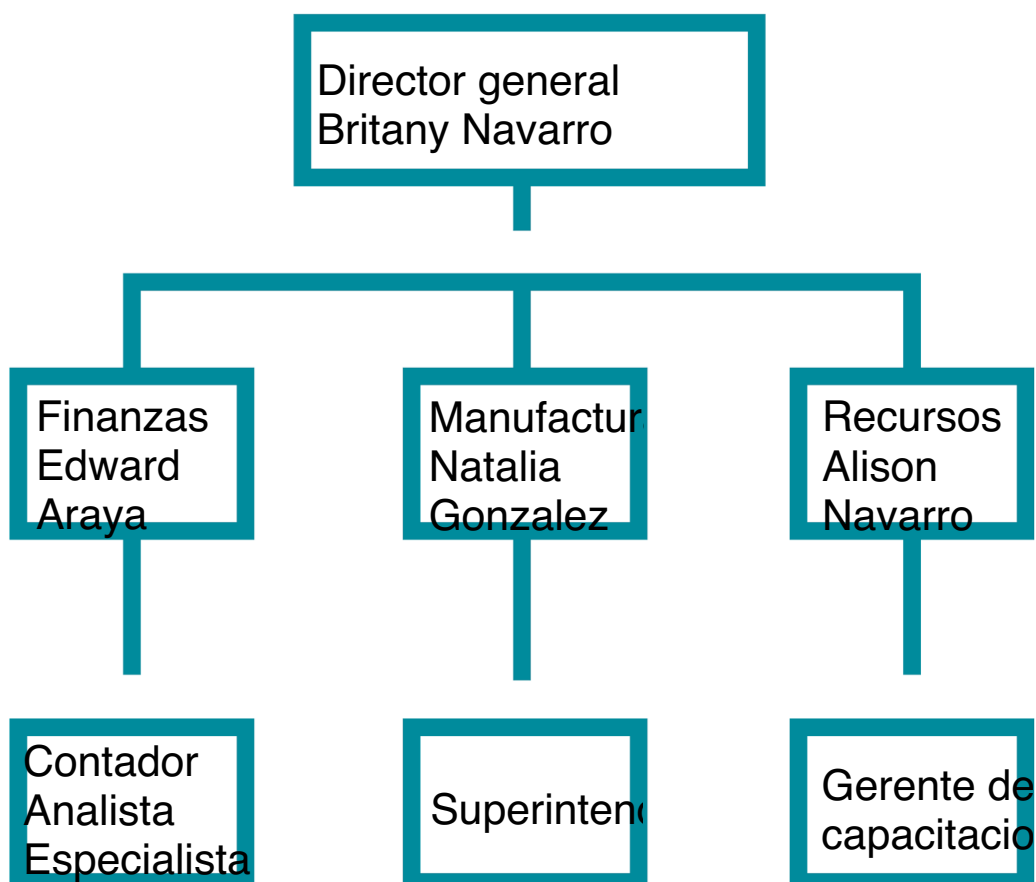 Director general
Britany Navarro
Finanzas
Edward
Araya
Manufactur
Natalia
Gonzalez
Recursos
Alison
Navarro
Contador
Analista
Especialista
Superinten
Gerente de
capacitacio